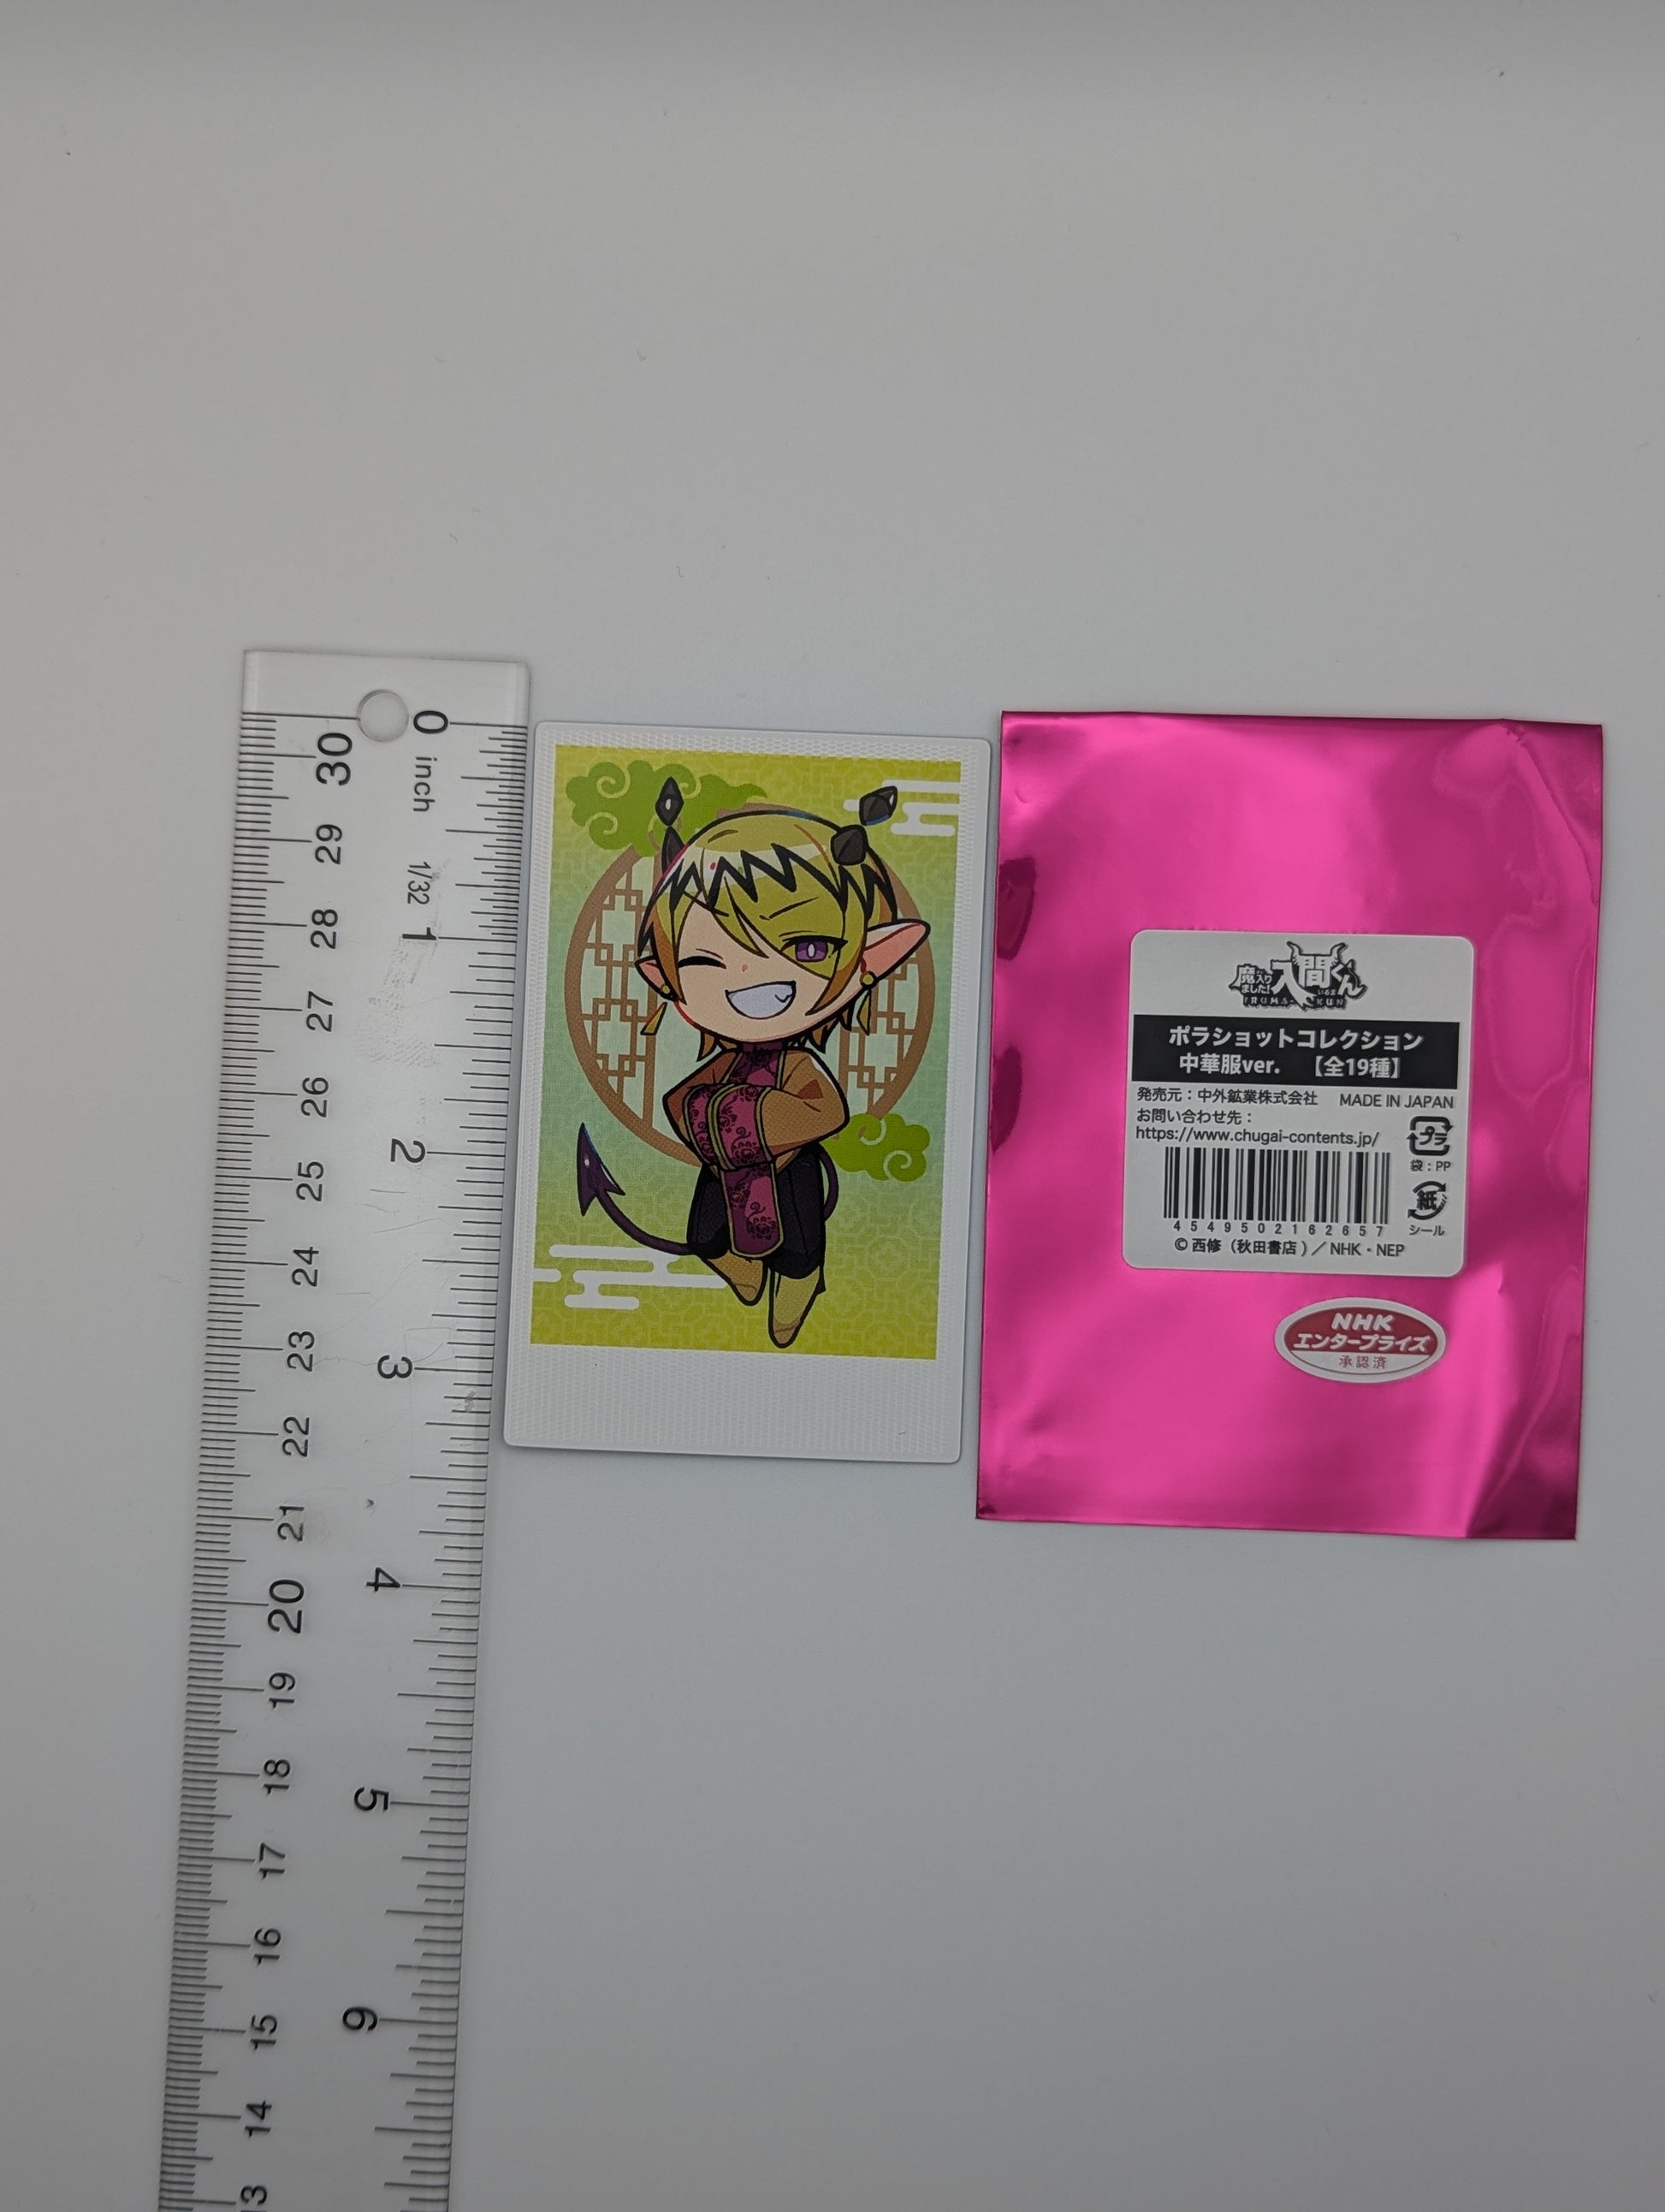 0
inch
1/32
1
2
3
4
5
6
30
29
28
27
26
25
24
23
22
21
20
19
18
17
16
15
14
13
魔入りました!入間くん
いるま
IRUMA-KUN
ポラショットコレクション
中華服ver. 【全19種】
発売元：中外鉱業株式会社 MADE IN JAPAN
お問い合わせ先：
https://www.chugai-contents.jp/
プラ
袋：PP
紙
シール
4549502162657
©西修（秋田書店）／NHK・NEP
NHK
エンタープライズ
承認済